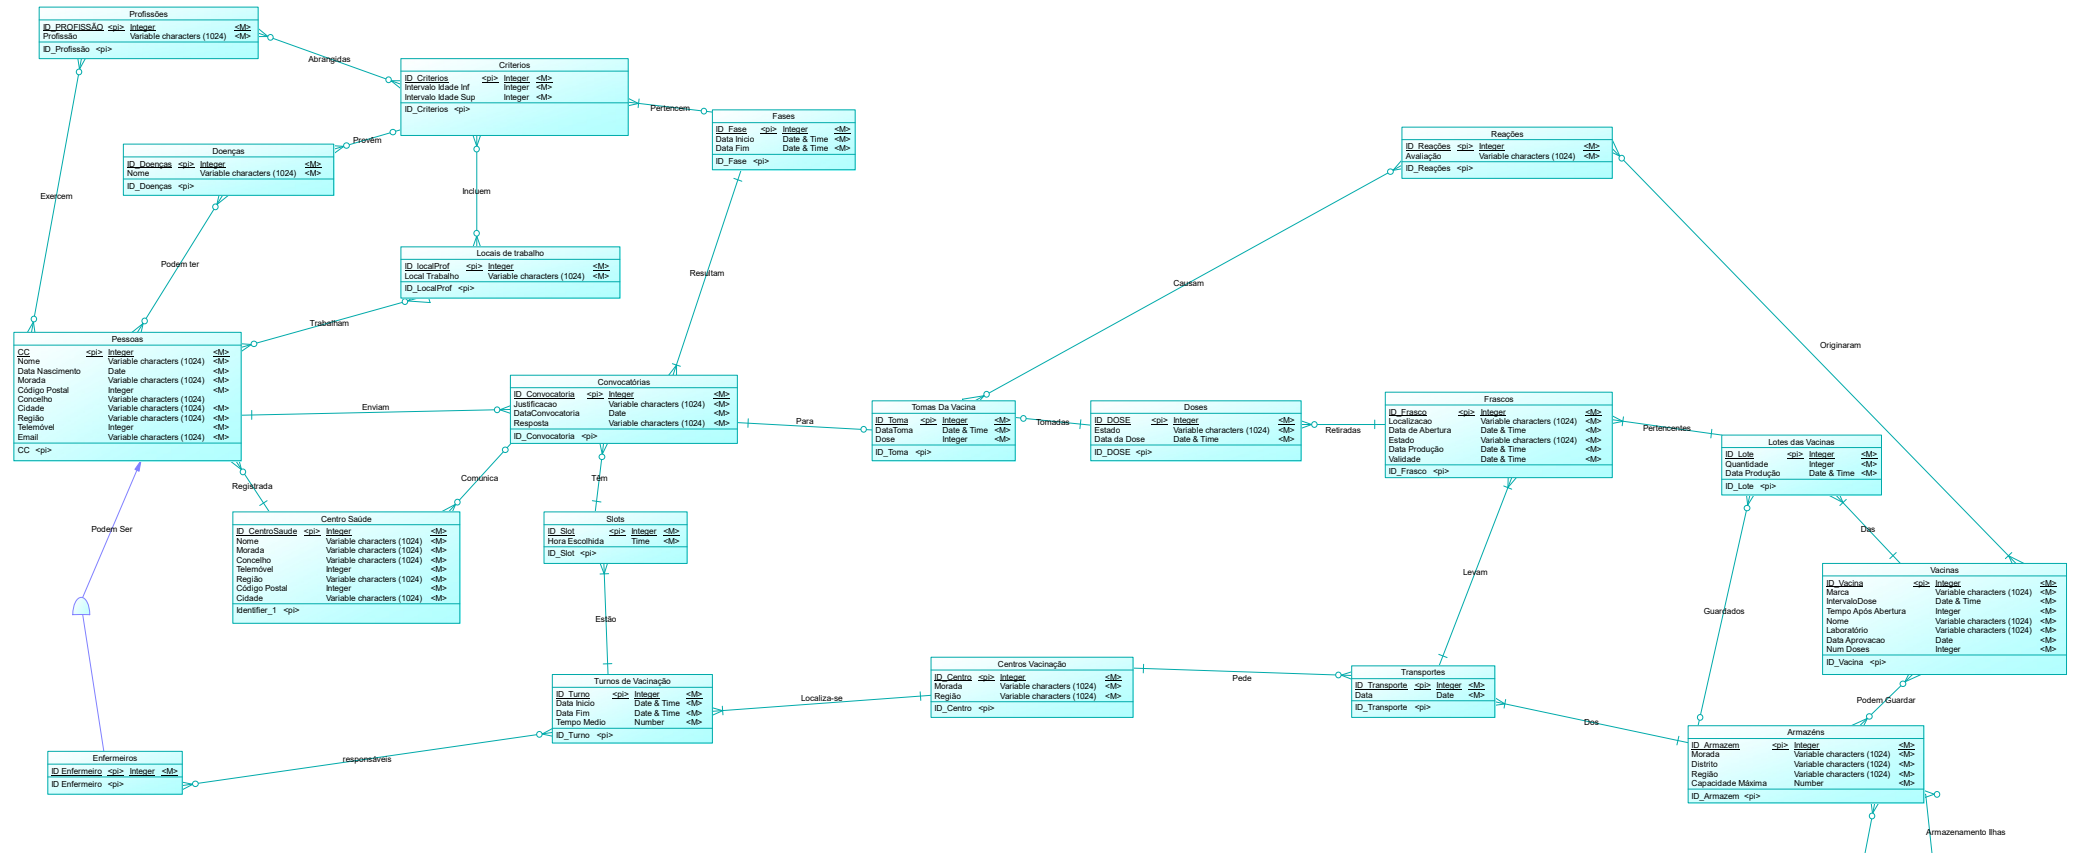 Profissões
ID_PROFISSÃO <pi> Integer <M>
Profissão Variable characters (1024) <M>
ID_Profissão <pi>
Abrangidas
Criterios
ID_Criterios <pi> Integer <M>
Intervalo Idade Inf Integer <M>
Intervalo Idade Sup Integer <M>
ID_Criterios <pi>
Pertencem
Fases
ID_Fase <pi> Integer <M>
Data Inicio Date & Time <M>
Data Fim Date & Time <M>
ID_Fase <pi>
Provêm
Doenças
ID_Doenças <pi> Integer <M>
Nome Variable characters (1024) <M>
ID_Doenças <pi>
Exercem
Incluem
Podem ter
Locais de trabalho
ID_localProf <pi> Integer <M>
Local Trabalho Variable characters (1024) <M>
ID_LocalProf <pi>
Resultam
Trabalham
Reações
ID_Reações <pi> Integer <M>
Avaliação Variable characters (1024) <M>
ID_Reações <pi>
Causam
Originaram
Pessoas
CC <pi> Integer <M>
Nome Variable characters (1024) <M>
Data Nascimento Date <M>
Morada Variable characters (1024) <M>
Código Postal Integer <M>
Concelho Variable characters (1024)
Cidade Variable characters (1024) <M>
Região Variable characters (1024) <M>
Telemóvel Integer <M>
Email Variable characters (1024) <M>
CC <pi>
Enviam
Convocatórias
ID_Convocatoria <pi> Integer <M>
Justificacao Variable characters (1024) <M>
DataConvocatoria Date <M>
Resposta Variable characters (1024) <M>
ID_Convocatoria <pi>
Para
Tomas Da Vacina
ID_Toma <pi> Integer <M>
DataToma Date & Time <M>
Dose Integer <M>
ID_Toma <pi>
Tomadas
Doses
ID_DOSE <pi> Integer <M>
Estado Variable characters (1024) <M>
Data da Dose Date & Time <M>
ID_DOSE <pi>
Retiradas
Frascos
ID_Frasco <pi> Integer <M>
Localizacao Variable characters (1024) <M>
Data de Abertura Date & Time <M>
Estado Variable characters (1024) <M>
Data Produção Date & Time <M>
Validade Date & Time <M>
ID_Frasco <pi>
Pertencentes
Lotes das Vacinas
ID_Lote <pi> Integer <M>
Quantidade Integer <M>
Data Produção Date & Time <M>
ID_Lote <pi>
Registrada
Comunica
Têm
Podem Ser
Centro Saúde
ID_CentroSaude <pi> Integer <M>
Nome Variable characters (1024) <M>
Morada Variable characters (1024) <M>
Concelho Variable characters (1024) <M>
Telemóvel Integer <M>
Região Variable characters (1024) <M>
Código Postal Integer <M>
Cidade Variable characters (1024) <M>
Identifier_1 <pi>
Slots
ID_Slot <pi> Integer <M>
Hora Escolhida Time <M>
ID_Slot <pi>
Das
Levam
Guardados
Estão
Vacinas
ID_Vacina <pi> Integer <M>
Marca Variable characters (1024) <M>
IntervaloDose Date & Time <M>
Tempo Após Abertura Integer <M>
Nome Variable characters (1024) <M>
Laboratório Variable characters (1024) <M>
Data Aprovacao Date <M>
Num Doses Integer <M>
ID_Vacina <pi>
Turnos de Vacinação
ID_Turno <pi> Integer <M>
Data Inicio Date & Time <M>
Data Fim Date & Time <M>
Tempo Medio Number <M>
ID_Turno <pi>
Localiza-se
Centros Vacinação
ID_Centro <pi> Integer <M>
Morada Variable characters (1024) <M>
Região Variable characters (1024) <M>
ID_Centro <pi>
Pede
Transportes
ID_Transporte <pi> Integer <M>
Data Date <M>
ID_Transporte <pi>
Dos
Podem Guardar
Armazéns
ID_Armazem <pi> Integer <M>
Morada Variable characters (1024) <M>
Distrito Variable characters (1024) <M>
Região Variable characters (1024) <M>
Capacidade Máxima Number <M>
ID_Armazem <pi>
Armazenamento Ilhas
responsáveis
Enfermeiros
ID Enfermeiro <pi> Integer <M>
ID Enfermeiro <pi>